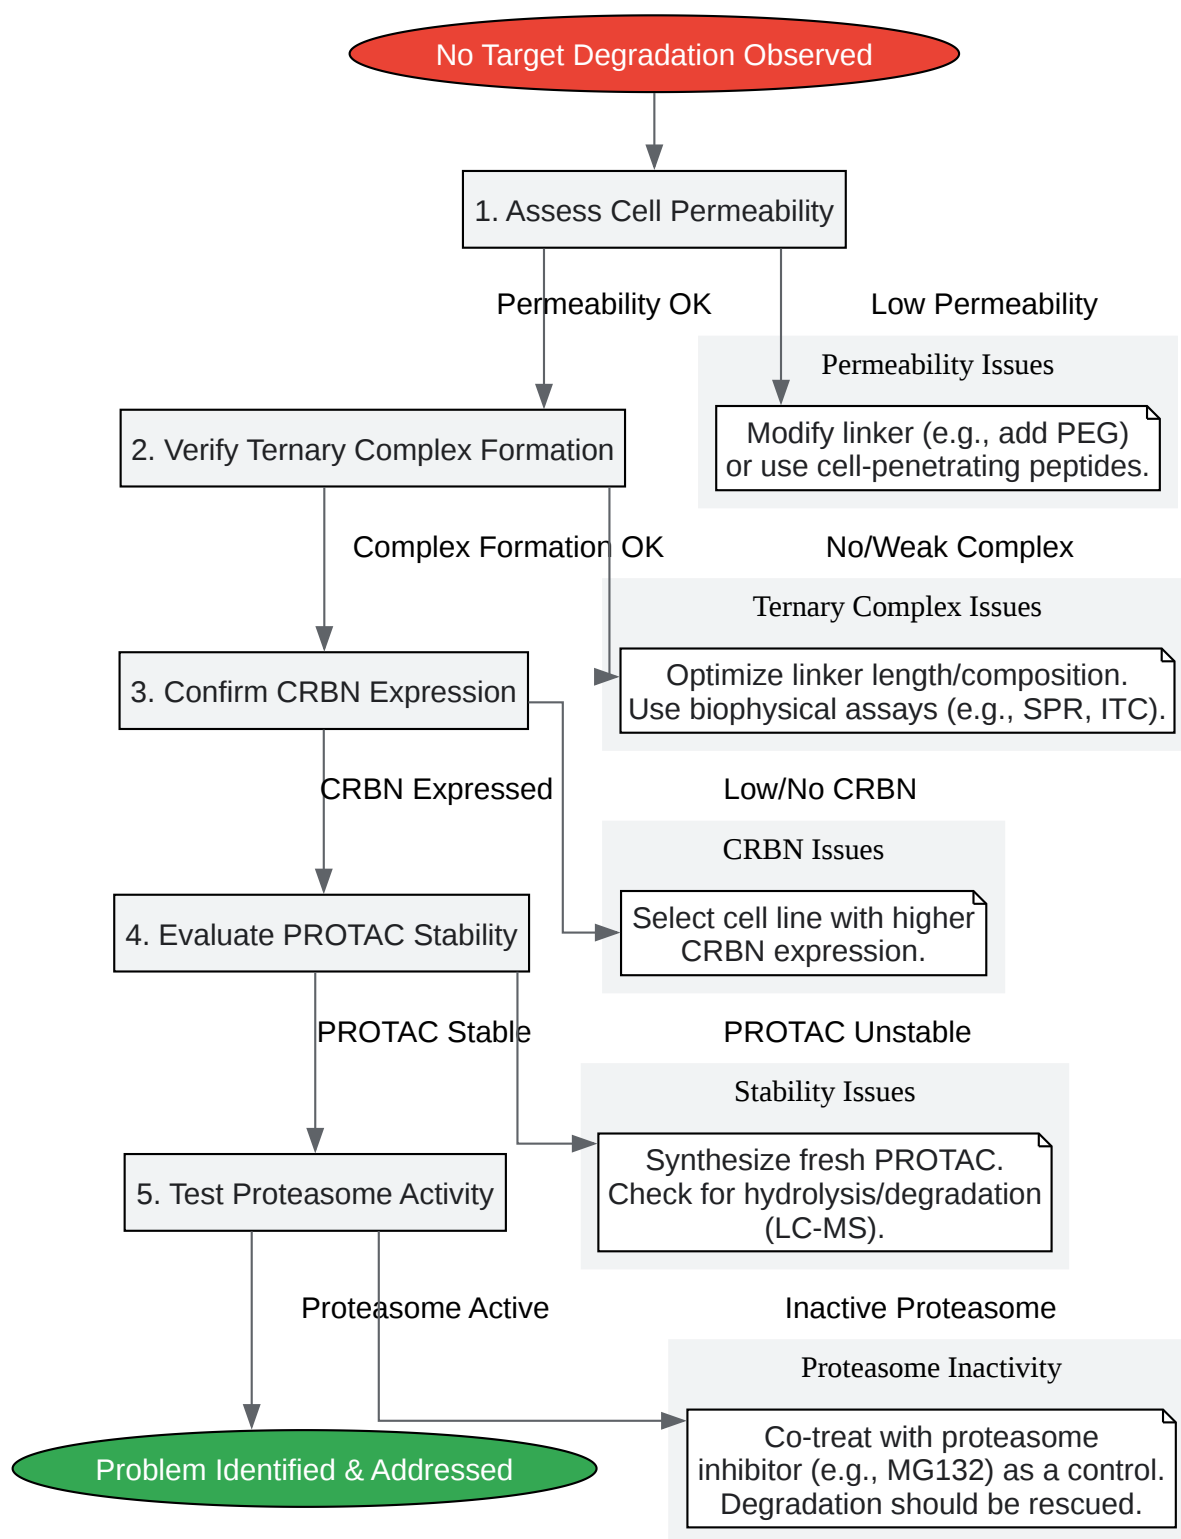 No Target Degradation Observed
1. Assess Cell Permeability
Permeability OK
Low Permeability
Permeability Issues
Modify linker (e.g., add PEG)
or use cell-penetrating peptides.
2. Verify Ternary Complex Formation
Complex Formation OK
No/Weak Complex
Ternary Complex Issues
Optimize linker length/composition.
Use biophysical assays (e.g., SPR, ITC).
3. Confirm CRBN Expression
CRBN Expressed
Low/No CRBN
CRBN Issues
Select cell line with higher
CRBN expression.
4. Evaluate PROTAC Stability
PROTAC Stable
PROTAC Unstable
Stability Issues
Synthesize fresh PROTAC.
Check for hydrolysis/degradation
(LC-MS).
5. Test Proteasome Activity
Proteasome Active
Inactive Proteasome
Proteasome Inactivity
Co-treat with proteasome
inhibitor (e.g., MG132) as a control.
Degradation should be rescued.
Problem Identified & Addressed